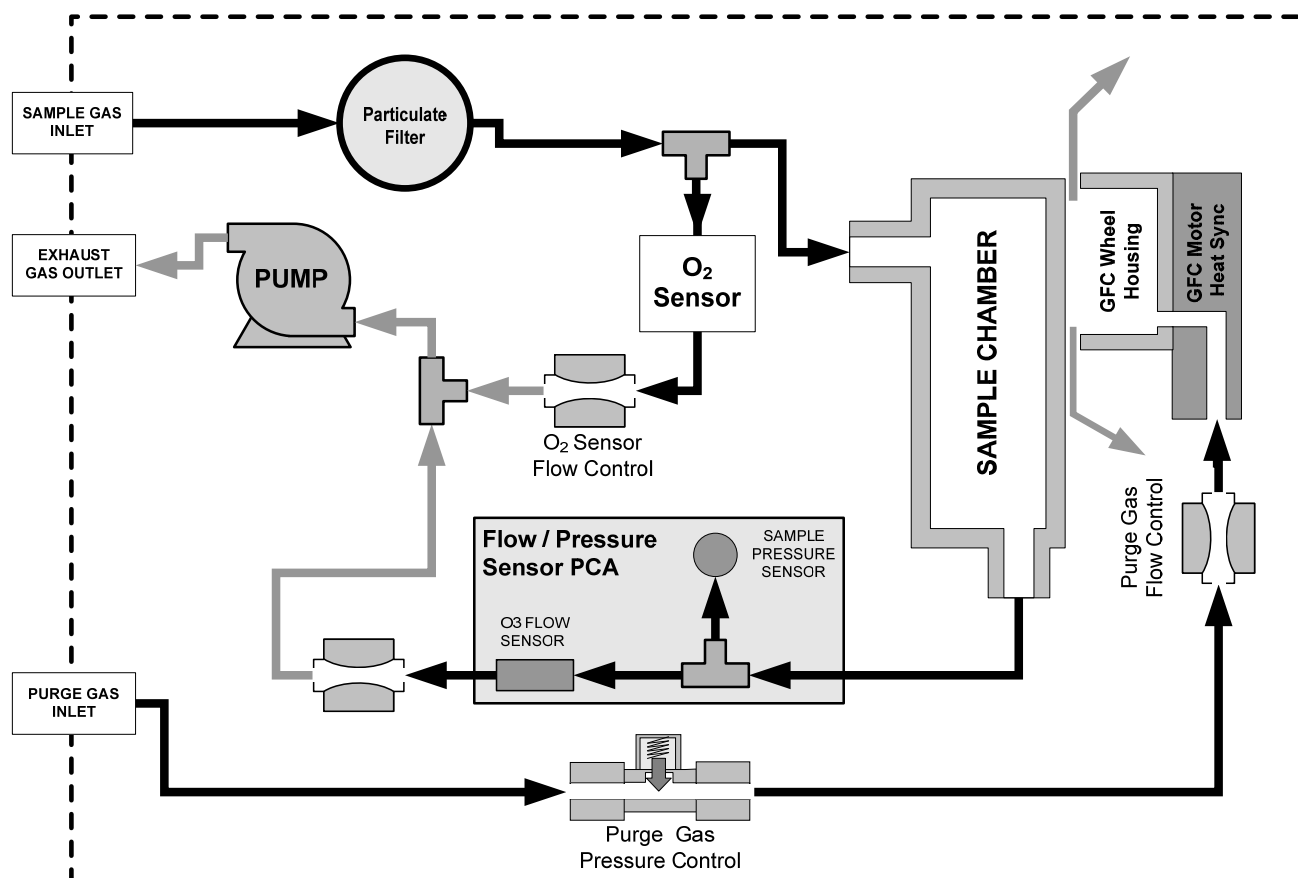 SAMPLE GAS
INLET
Particulate
Filter
EXHAUST
GAS OUTLET
PUMP
O₂
Sensor
SAMPLE CHAMBER
GFC Wheel
Housing
GFC Motor
Heat Sync
O₂ Sensor
Flow Control
Purge Gas
Flow Control
Flow / Pressure
Sensor PCA
SAMPLE
PRESSURE
SENSOR
O3 FLOW
SENSOR
PURGE GAS
INLET
Purge Gas
Pressure Control